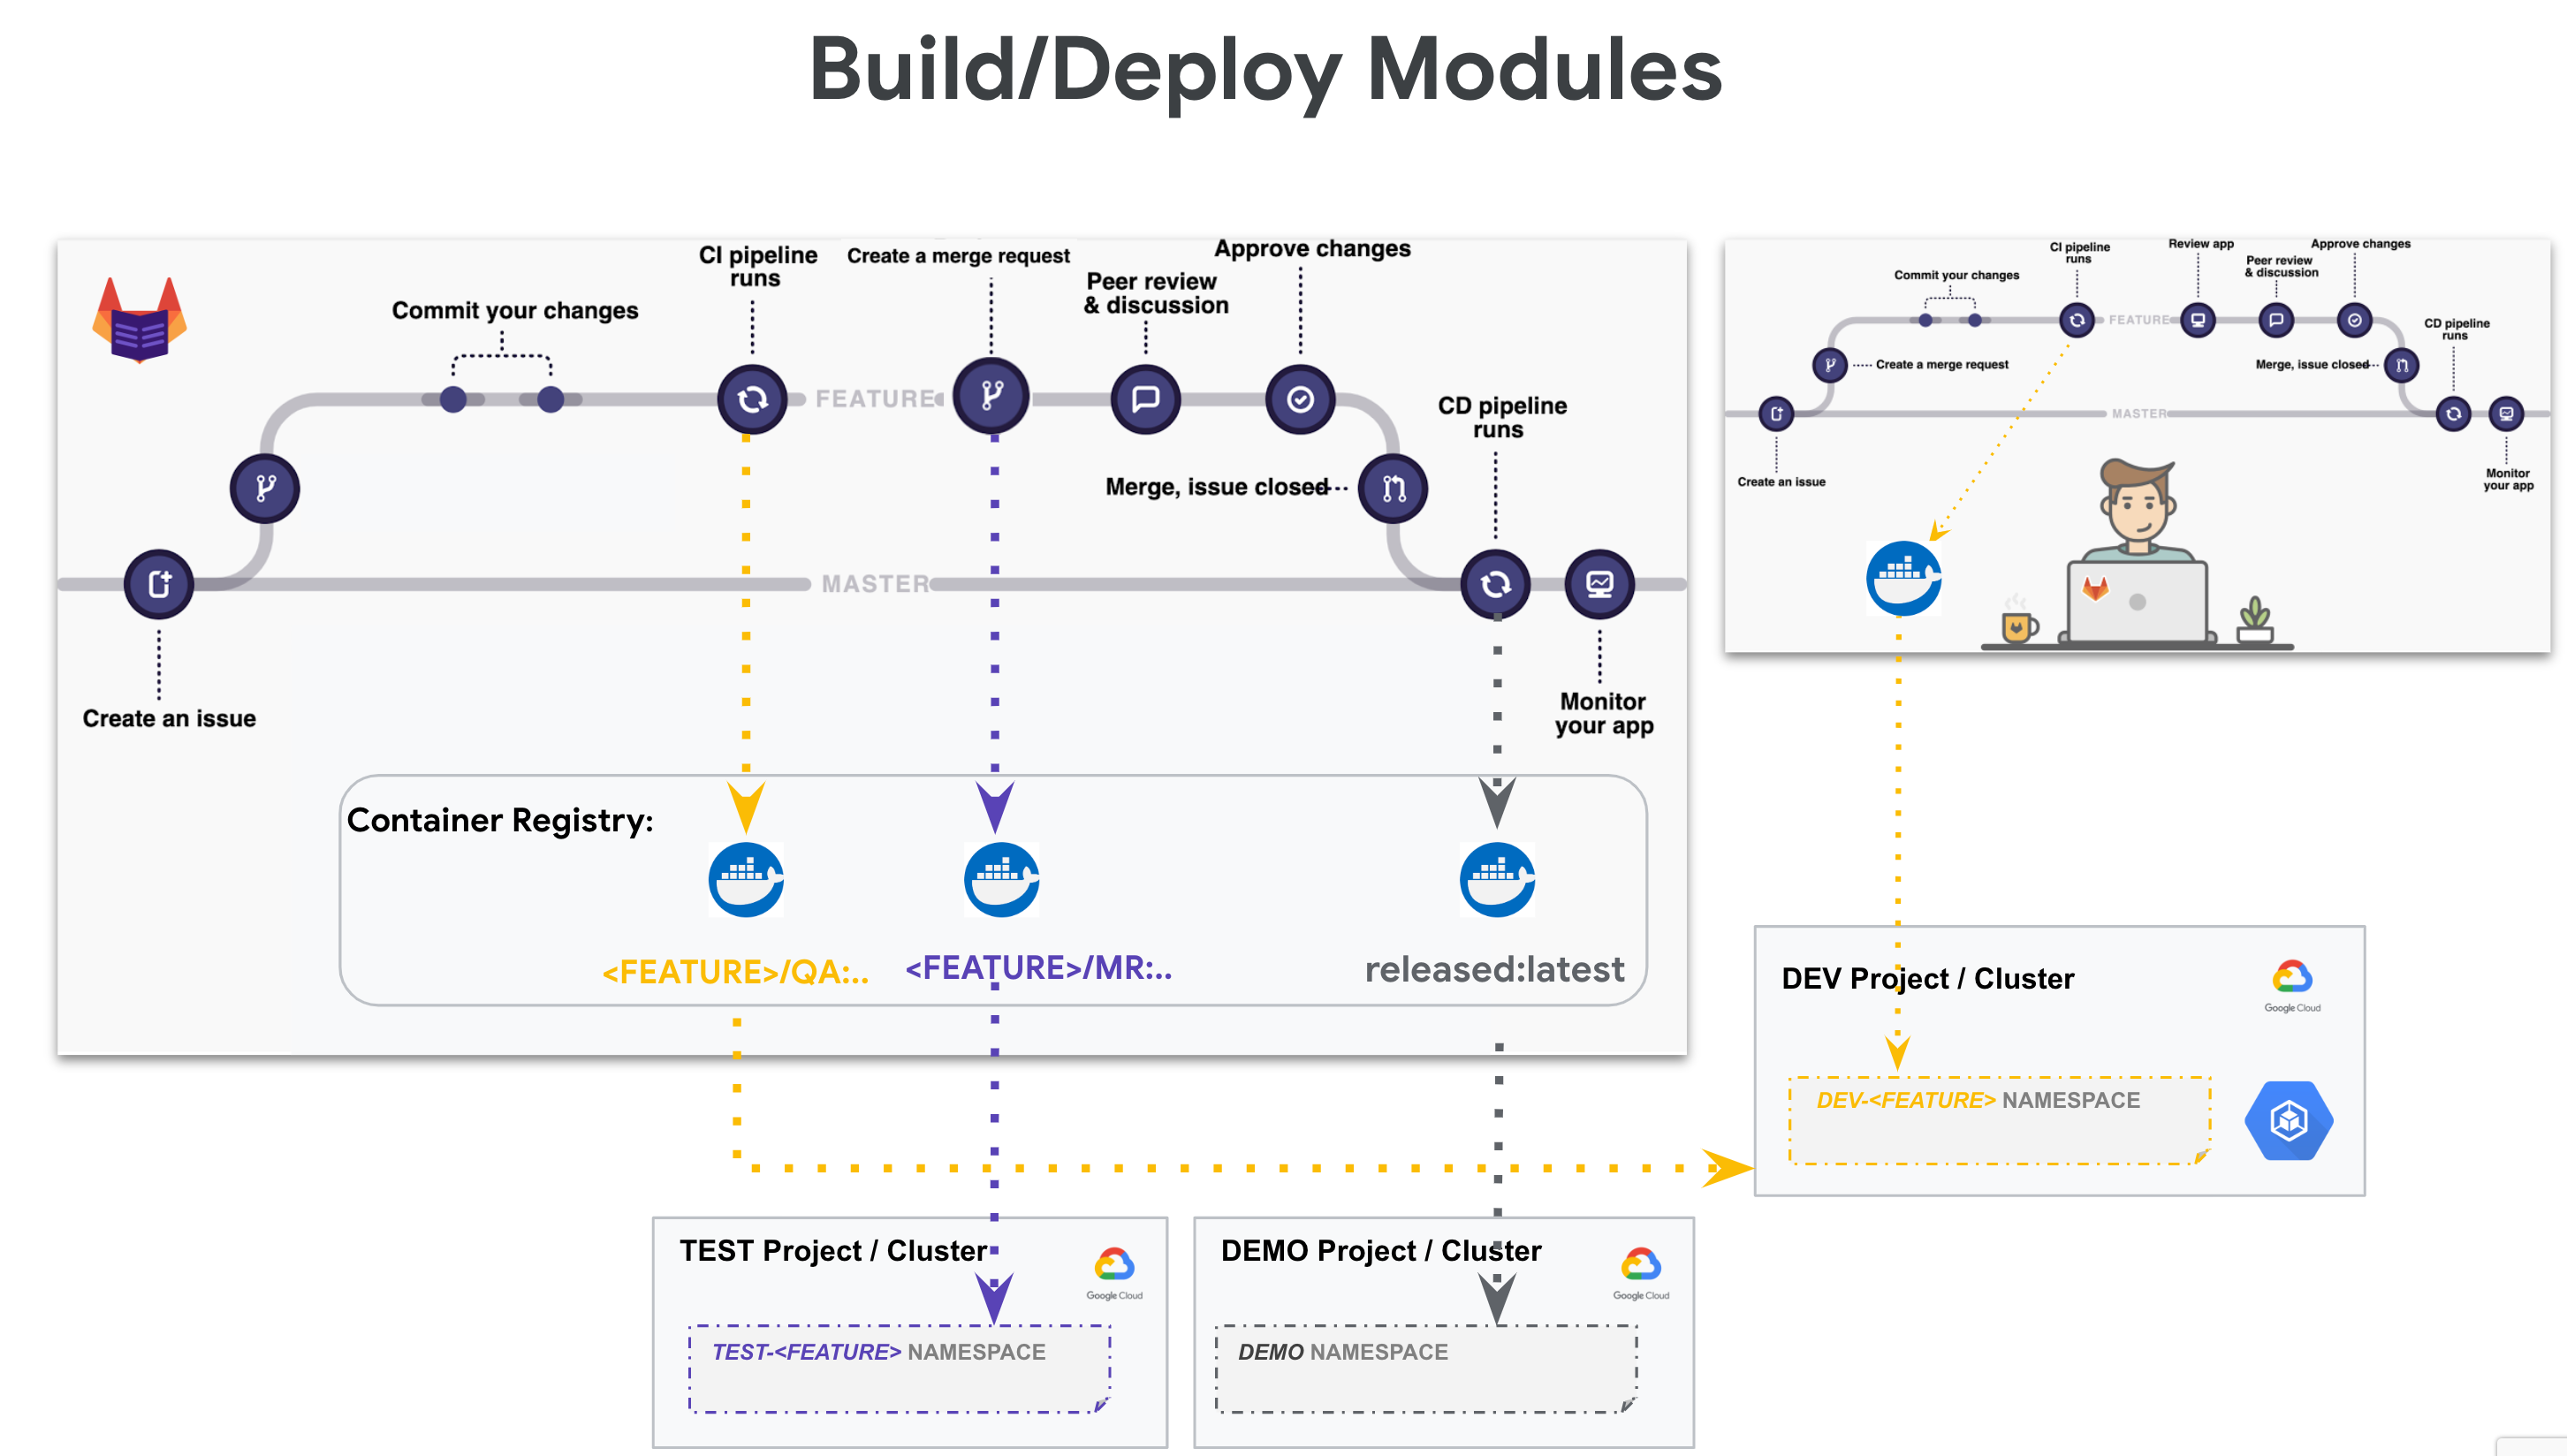 Build/Deploy Modules
CI pipeline
runs
Create a merge request
Approve changes
Peer review
& discussion
Commit your changes
FEATURE
CD pipeline
runs
Merge, issue closed
MASTER
Create an issue
Monitor
your app
Container Registry:
<FEATURE>/QA:..
<FEATURE>/MR:..
released:latest
CI pipeline
runs
Review app
Approve changes
Peer review
& discussion
Commit your changes
FEATURE
CD pipeline
runs
Create a merge request
Merge, issue closed
MASTER
Create an issue
Monitor
your app
DEV Project / Cluster
Google Cloud
DEV-<FEATURE> NAMESPACE
TEST Project / Cluster
Google Cloud
TEST-<FEATURE> NAMESPACE
DEMO Project / Cluster
Google Cloud
DEMO NAMESPACE